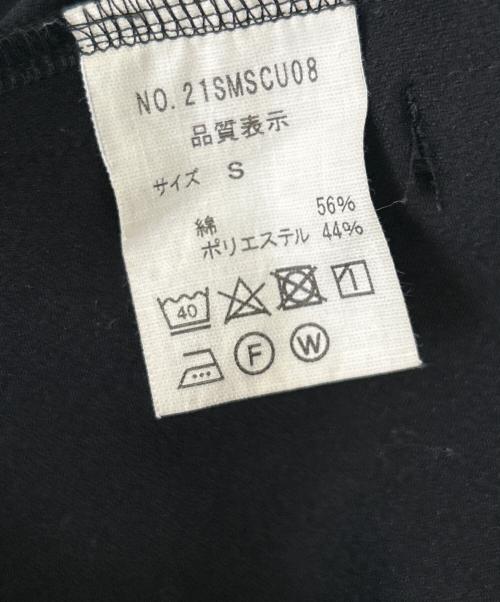 NO.21SMSCU08
品質表示
サイズ S
綿 56%
ポリエステル 44%
40
F W